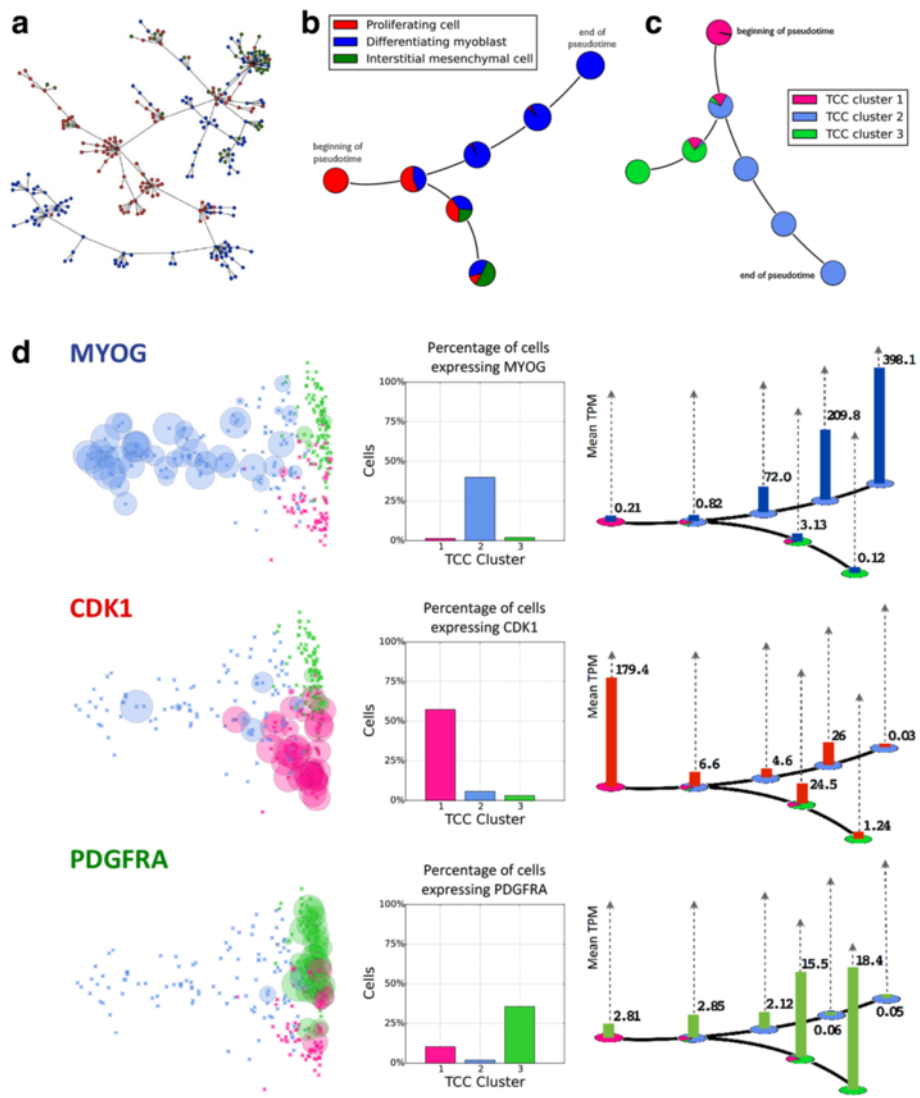 a
b
Proliferating cell
Differentiating myoblast
Interstitial mesenchymal cell
end of
pseudotime
beginning of
pseudotime
c
beginning of pseudotime
TCC cluster 1
TCC cluster 2
TCC cluster 3
end of pseudotime
d
MYOG
Percentage of cells
expressing MYOG
100%
75%
50%
25%
0%
Cells
1 2 3
TCC Cluster
Mean TPM
0.21
0.82
72.0
209.8
398.1
3.13
0.12
CDK1
Percentage of cells
expressing CDK1
100%
75%
50%
25%
0%
Cells
1 2 3
TCC Cluster
Mean TPM
179.4
6.6
4.6
26
0.03
24.5
1.24
PDGFRA
Percentage of cells
expressing PDGFRA
100%
75%
50%
25%
0%
Cells
1 2 3
TCC Cluster
Mean TPM
2.81
2.85
2.12
15.5
0.06
18.4
0.05